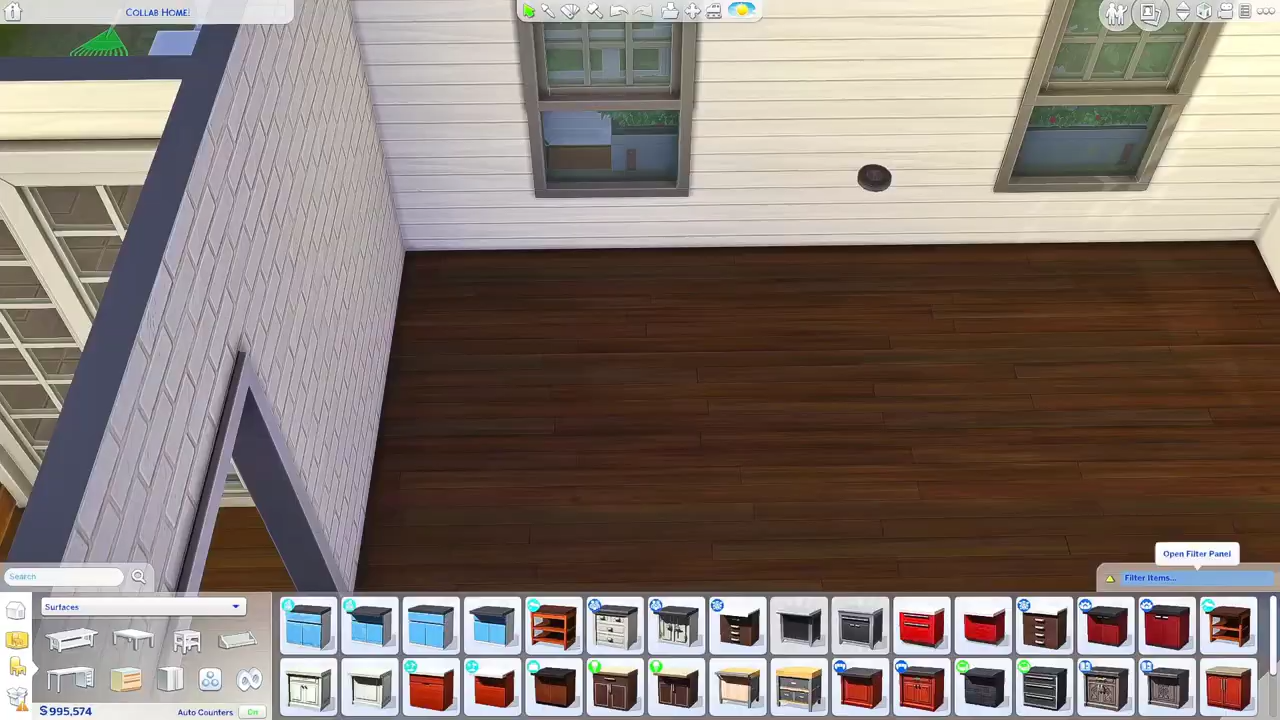 COLLAB HOME!
Open Filter Panel
Search
Filter Items...
Surfaces
§995,574
Auto Counters
On